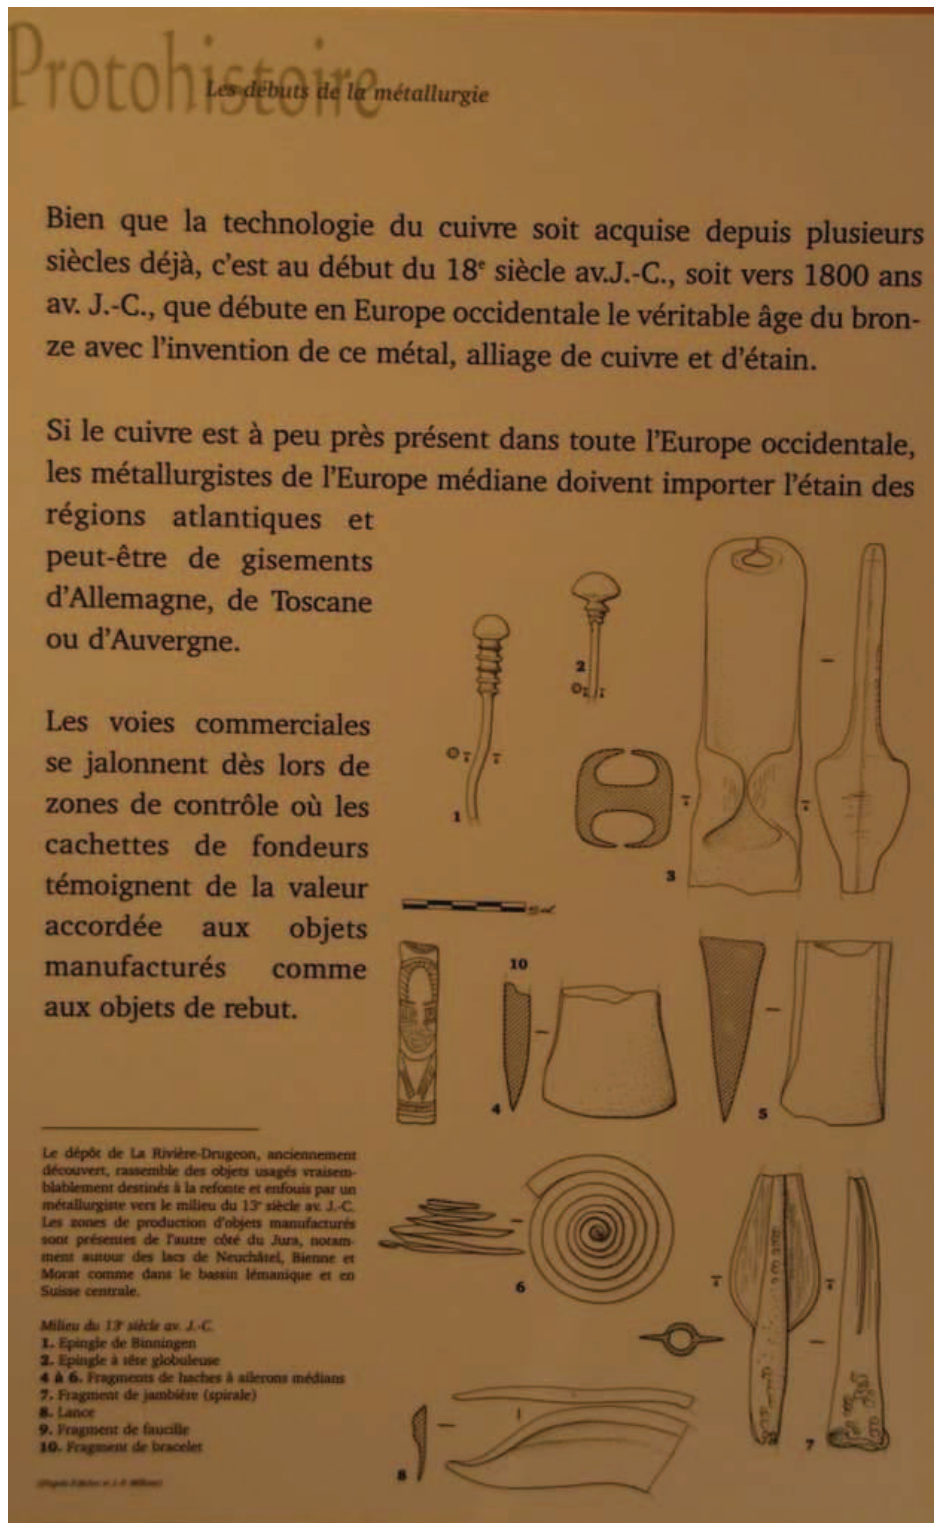 Protohistoire
Les débuts de la métallurgie
Bien que la technologie du cuivre soit acquise depuis plusieurs
siècles déjà, c'est au début du 18e siècle av.J.-C., soit vers 1800 ans
av. J.-C., que débute en Europe occidentale le véritable âge du bron-
ze avec l'invention de ce métal, alliage de cuivre et d'étain.
Si le cuivre est à peu près présent dans toute l'Europe occidentale,
les métallurgistes de l'Europe médiane doivent importer l'étain des
régions atlantiques et
peut-être de gisements
d'Allemagne, de Toscane
ou d'Auvergne.
Les voies commerciales
se jalonnent dès lors de
zones de contrôle où les
cachettes de fondeurs
témoignent de la valeur
accordée aux objets
manufacturés comme
aux objets de rebut.
Le dépôt de La Rivière-Drugeon, anciennement
découvert, rassemble des objets usagés vraisem-
blablement destinés à la refonte et enfouis par un
métallurgiste vers le milieu du 13e siècle av. J.-C.
Les zones de production d'objets manufacturés
sont présentes de l'autre côté du Jura, notam-
ment autour des lacs de Neuchâtel, Bienne et
Morat comme dans le bassin lémanique et en
Suisse centrale.
Milieu du 13e siècle av. J.-C.
1. Epingle de Binningen
2. Epingle à tête globuleuse
4 à 6. Fragments de haches à ailerons médians
7. Fragment de jambière (spirale)
8. Lance
9. Fragment de faucille
10. Fragment de bracelet
1
2
3
10
4
5
6
7
8